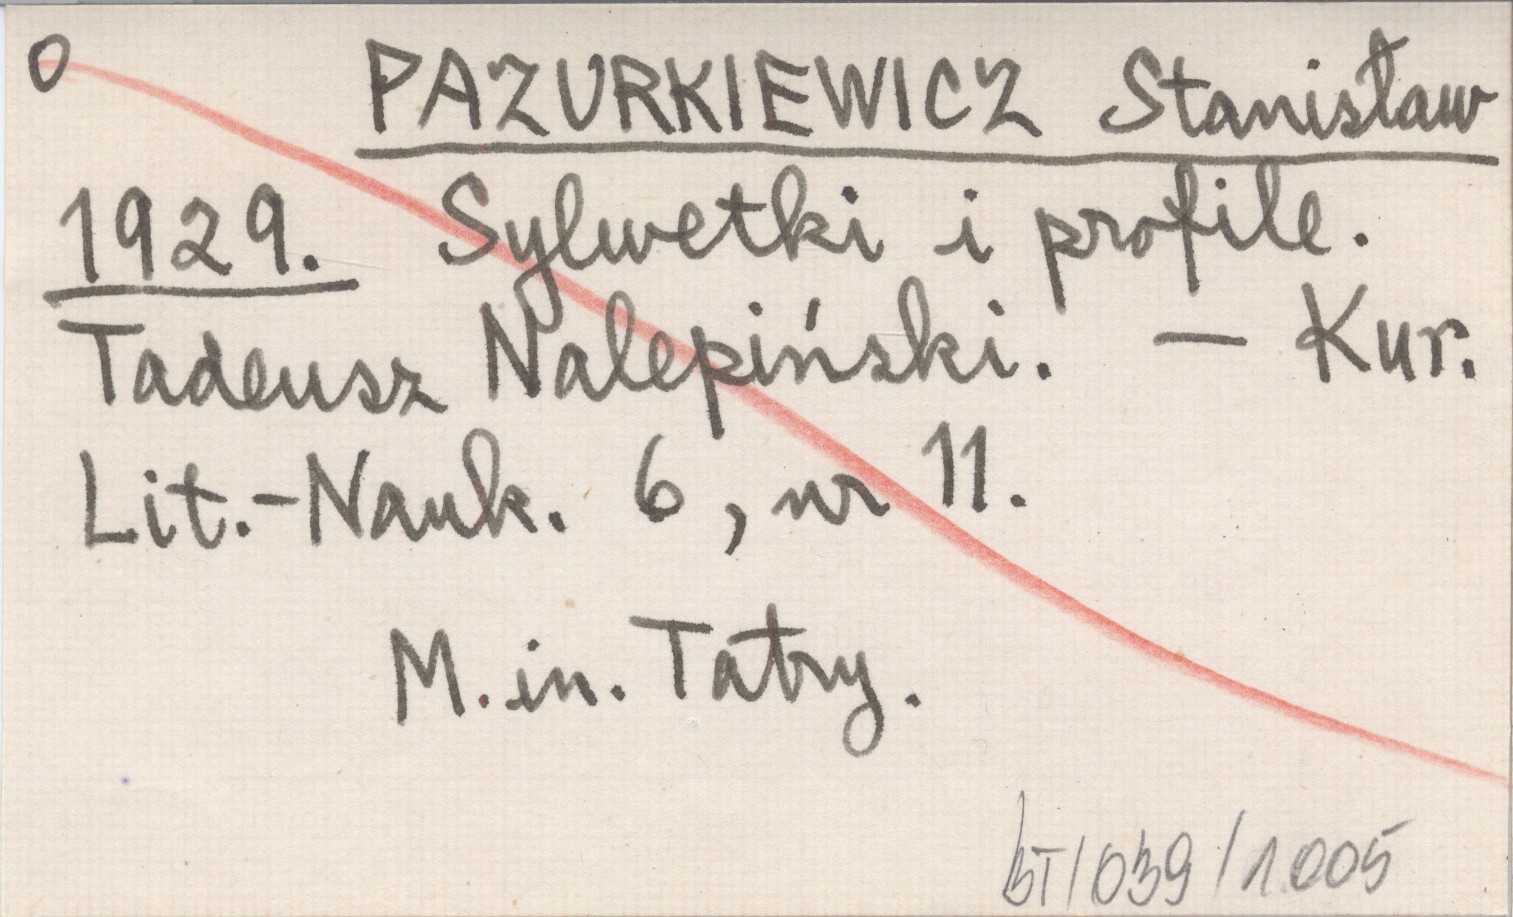 O PAZURKIEWICZ Stanisław
1929. Sylwetki i profile.
Tadeusz Nalepiński. — Kur.
Lit.-Nauk. 6, nr 11.
M. in. Tatry.
BT/039/1.005